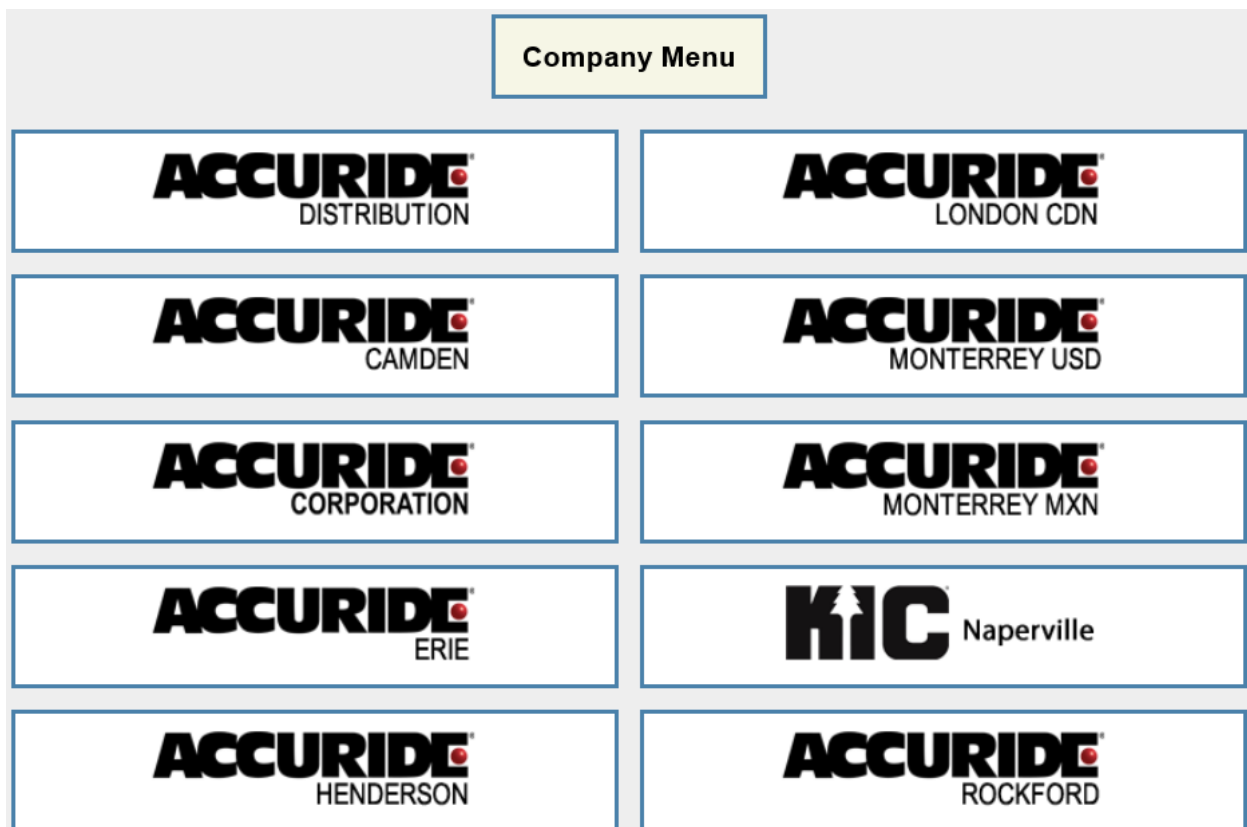 Company Menu
ACCURIDE
DISTRIBUTION
ACCURIDE
LONDON CDN
ACCURIDE
CAMDEN
ACCURIDE
MONTERREY USD
ACCURIDE
CORPORATION
ACCURIDE
MONTERREY MXN
ACCURIDE
ERIE
KIC Naperville
ACCURIDE
HENDERSON
ACCURIDE
ROCKFORD